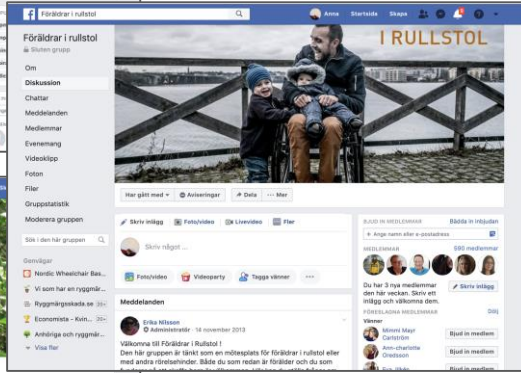 Föräldrar i rullstol
Anna Startsida Skapa
Föräldrar i rullstol
Sluten grupp
Om
Diskussion
Chattar
Meddelanden
Medlemmar
Evenemang
Videoklipp
Foton
Filer
Gruppstatistik
Moderera gruppen
Sök i den här gruppen
Genvägar
Nordic Wheelchair Bas...
Vi som har en ryggmär...
Ryggmärgsskada.se 20+
Economista - Kvin... 20+
Anhöriga och ryggmär...
Visa fler
I RULLSTOL
Har gått med Aviseringar Dela Mer
Skriv inlägg Foto/video Livevideo Fler
Skriv något ...
Foto/video Videoparty Tagga vänner
Meddelanden
Erika Nilsson
Administratör · 14 november 2013
Välkomna till Föräldrar i Rullstol !
Den här gruppen är tänkt som en mötesplats för föräldrar i rullstol eller
med andra rörelsehinder. Både du som redan är förälder och du som
BJUD IN MEDLEMMAR Bädda in inbjudan
+ Ange namn eller e-postadress
MEDLEMMAR 595 medlemmar
Du har 3 nya medlemmar
den här veckan. Skriv ett
inlägg och välkomna dem.
Skriv inlägg
FÖRESLAGNA MEDLEMMAR Dölj
Vänner
Mimmi Mayr
Carlström
Bjud in medlem
Ann-charlotte
Oredsson
Bjud in medlem